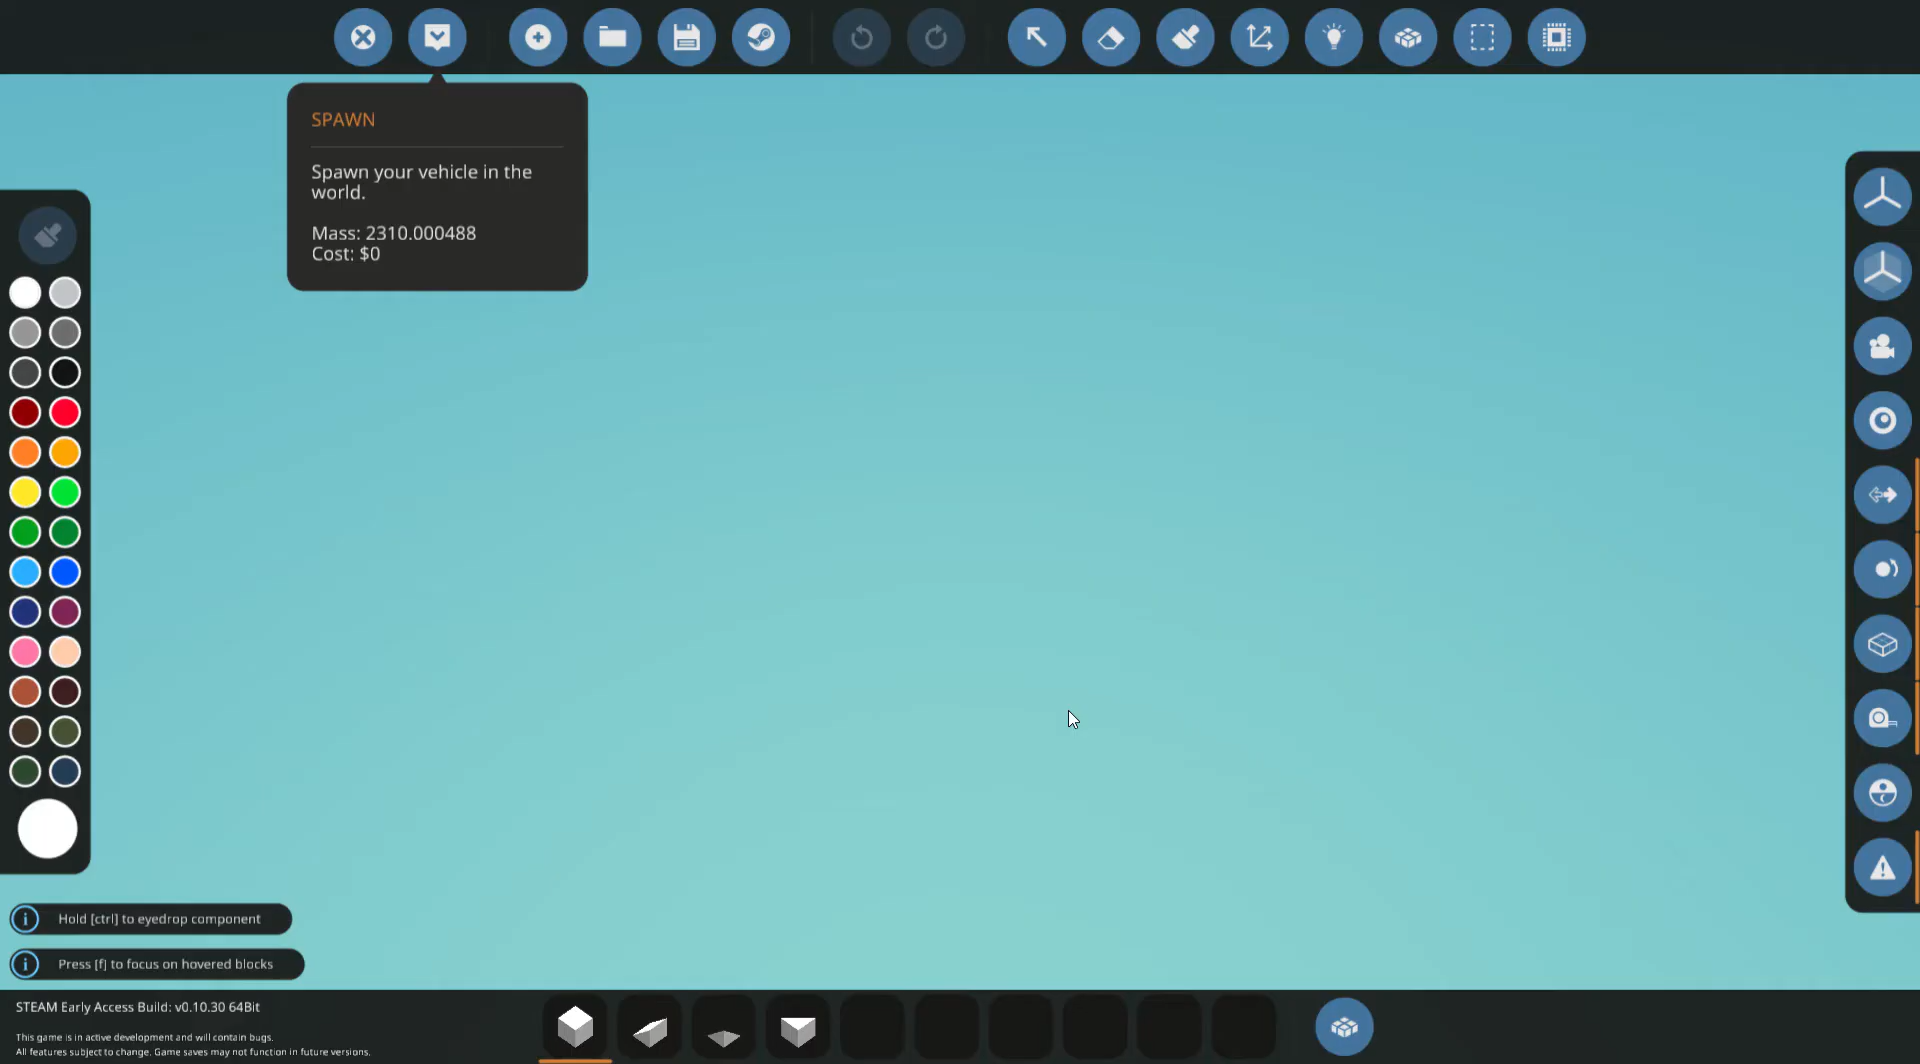 SPAWN
Spawn your vehicle in the
world.
Mass: 2310.000488
Cost: $0
Hold [ctrl] to eyedrop component
Press [f] to focus on hovered blocks
STEAM Early Access Build: v0.10.30 64Bit
This game is in active development and will contain bugs.
All features subject to change. Game saves may not function in future versions.